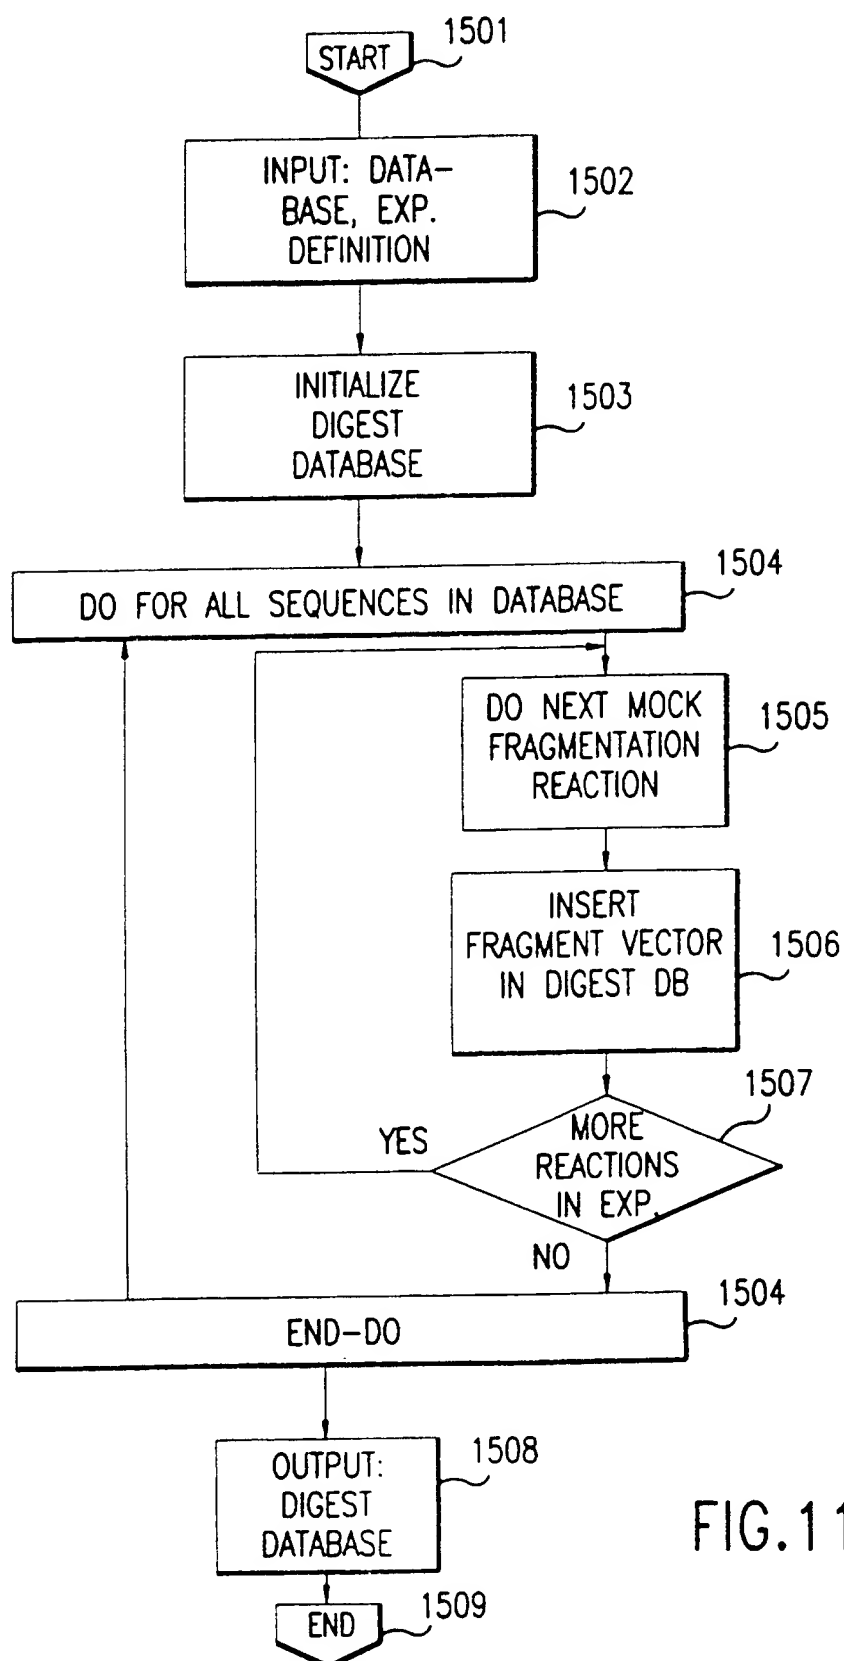 START
1501
INPUT: DATA-
BASE, EXP.
DEFINITION
1502
INITIALIZE
DIGEST
DATABASE
1503
DO FOR ALL SEQUENCES IN DATABASE
1504
DO NEXT MOCK
FRAGMENTATION
REACTION
1505
INSERT
FRAGMENT VECTOR
IN DIGEST DB
1506
MORE
REACTIONS
IN EXP.
1507
YES
NO
END-DO
1504
OUTPUT:
DIGEST
DATABASE
1508
END
1509
FIG.11